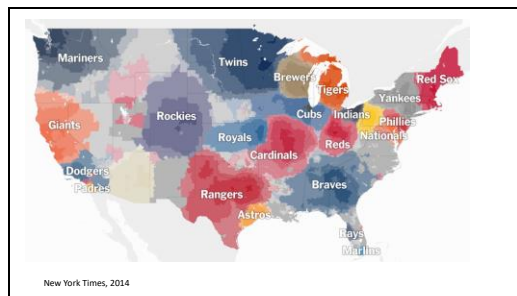 Mariners
Twins
Brewers
Tigers
Red Sox
Yankees
Giants
Rockies
Royals
Cubs
Indians
Phillies
Nationals
Reds
Cardinals
Dodgers
Padres
Rangers
Braves
Astros
Rays
Marlins
New York Times, 2014